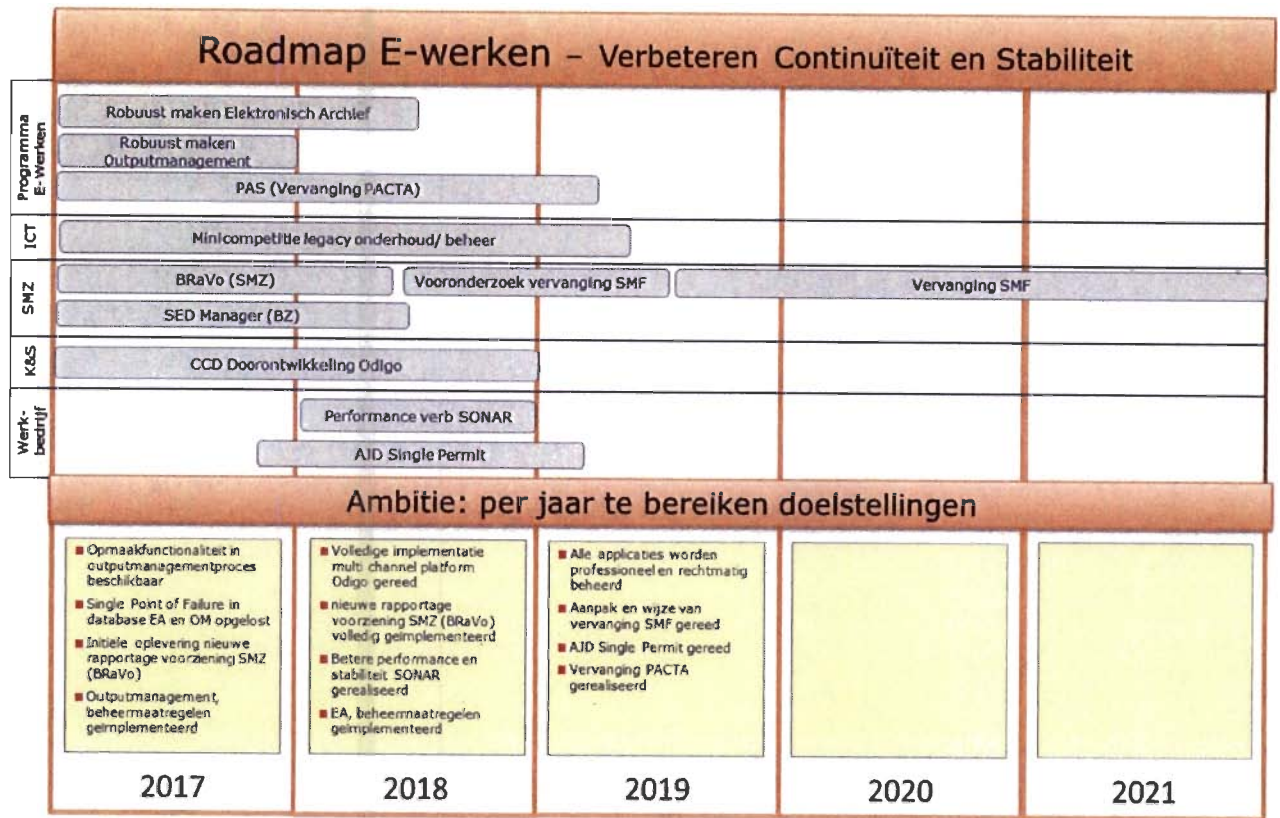 Roadmap E-werken – Verbeteren Continuïteit en Stabiliteit
Programma
E-Werken
Robuust maken Elektronisch Archief
Robuust maken
Outputmanagement
PAS (Vervanging PACTA)
ICT
Minicompetitie legacy onderhoud/ beheer
SMZ
BRaVo (SMZ)
Vooronderzoek vervanging SMF
Vervanging SMF
SED Manager (BZ)
K&S
CCD Doorontwikkeling Odigo
Werk-
bedrijf
Performance verb SONAR
AJD Single Permit
Ambitie: per jaar te bereiken doelstellingen
Opmaakfunctionaliteit in
outputmanagementproces
beschikbaar
Single Point of Failure in
database EA en OM opgelost
Initiële oplevering nieuwe
rapportage voorziening SMZ
(BRaVo)
Outputmanagement,
beheermaatregelen
geïmplementeerd
Volledige implementatie
multi channel platform
Odigo gereed
nieuwe rapportage
voorziening SMZ (BRaVo)
volledig geïmplementeerd
Betere performance en
stabiliteit SONAR
gerealiseerd
EA, beheermaatregelen
geïmplementeerd
Alle applicaties worden
professioneel en rechtmatig
beheerd
Aanpak en wijze van
vervanging SMF gereed
AJD Single Permit gereed
Vervanging PACTA
gerealiseerd
2017
2018
2019
2020
2021